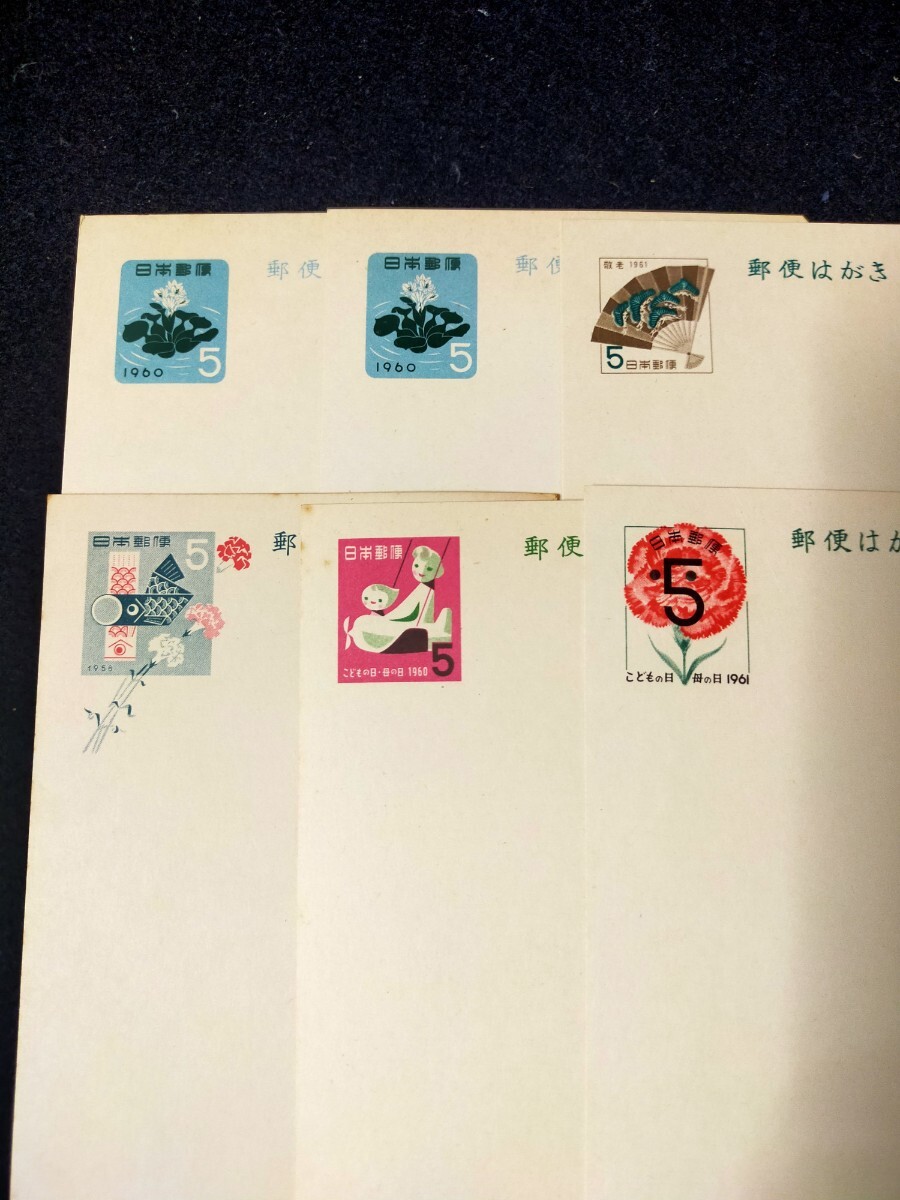 日本郵便
1960 5
郵便
日本郵便
1960 5
郵便
敬老 1961
5 日本郵便
郵便はがき
日本郵便 5
郵
日本郵便
5
こどもの日・母の日 1960
郵便
日本郵便
5
こどもの日 母の日 1961
郵便はが